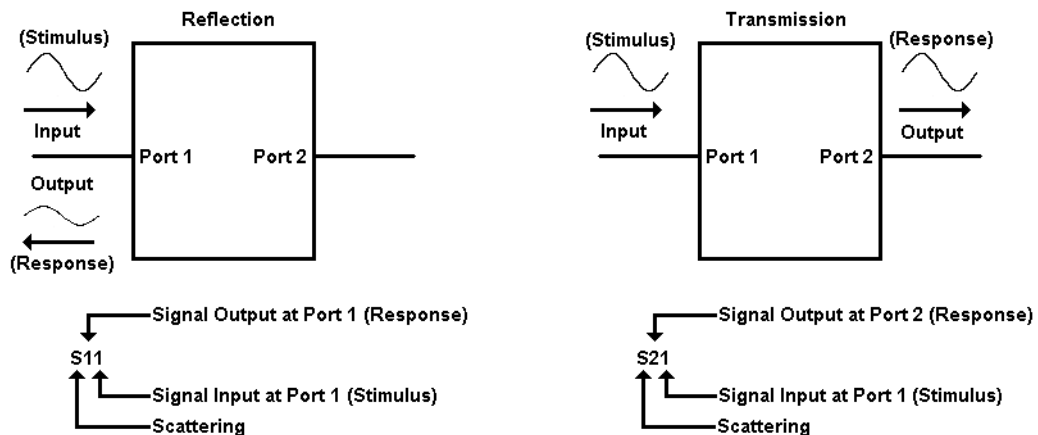 Reflection
(Stimulus)
Input
Port 1
Port 2
Output
(Response)
Signal Output at Port 1 (Response)
S11
Signal Input at Port 1 (Stimulus)
Scattering
Transmission
(Stimulus)
(Response)
Input
Output
Port 1
Port 2
Signal Output at Port 2 (Response)
S21
Signal Input at Port 1 (Stimulus)
Scattering